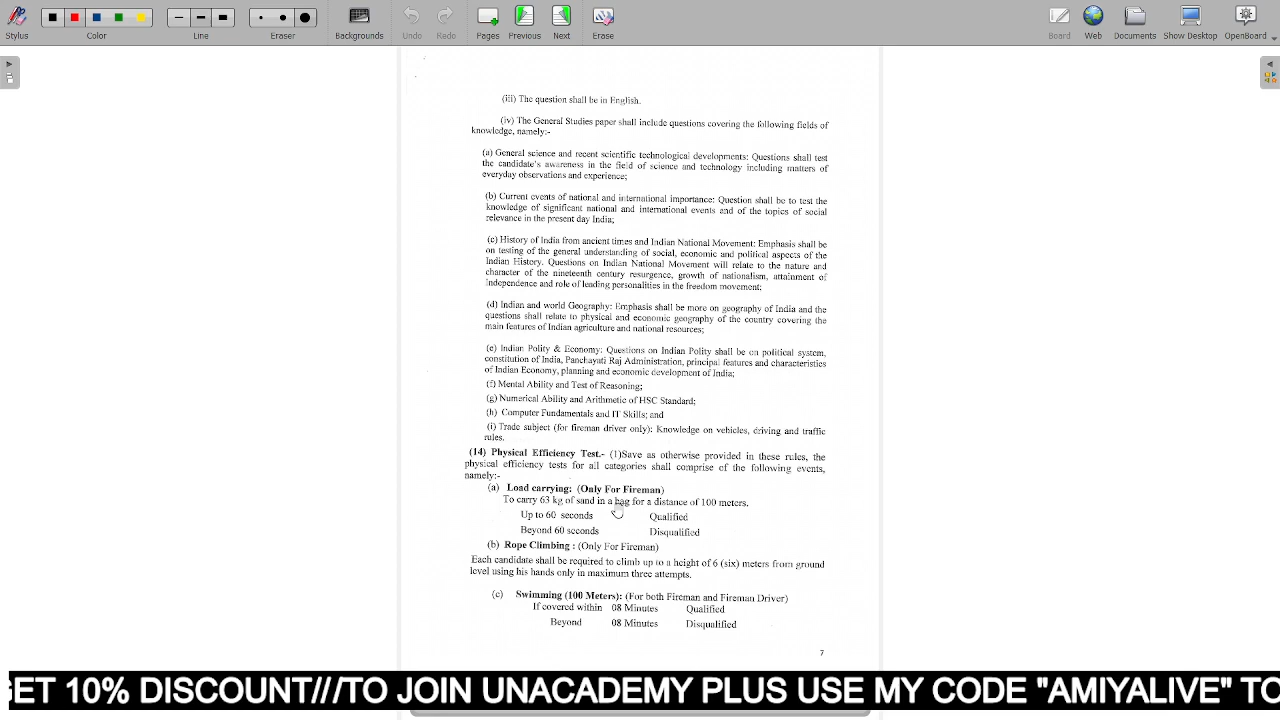 Stylus
Color
Line
Eraser
Backgrounds
Undo
Redo
Pages
Previous
Next
Erase
Board
Web
Documents
Show Desktop
OpenBoard
(iii) The question shall be in English.
(iv) The General Studies paper shall include questions covering the following fields of
knowledge, namely:-
(a) General science and recent scientific technological developments: Questions shall test
the candidate's awareness in the field of science and technology including matters of
everyday observations and experience;
(b) Current events of national and international importance: Question shall be to test the
knowledge of significant national and international events and of the topics of social
relevance in the present day India;
(c) History of India from ancient times and Indian National Movement: Emphasis shall be
on testing of the general understanding of social, economic and political aspects of the
Indian History. Questions on Indian National Movement will relate to the nature and
character of the nineteenth century resurgence, growth of nationalism, attainment of
Independence and role of leading personalities in the freedom movement;
(d) Indian and world Geography: Emphasis shall be more on geography of India and the
questions shall relate to physical and economic geography of the country covering the
main features of Indian agriculture and national resources;
(e) Indian Polity & Economy: Questions on Indian Polity shall be on political system,
constitution of India, Panchayati Raj Administration, principal features and characteristics
of Indian Economy, planning and economic development of India;
(f) Mental Ability and Test of Reasoning;
(g) Numerical Ability and Arithmetic of HSC Standard;
(h) Computer Fundamentals and IT Skills; and
(i) Trade subject (for fireman driver only): Knowledge on vehicles, driving and traffic
rules.
(14) Physical Efficiency Test.- (1)Save as otherwise provided in these rules, the
physical efficiency tests for all categories shall comprise of the following events,
namely:-
(a) Load carrying: (Only For Fireman)
To carry 63 kg of sand in a bag for a distance of 100 meters.
Up to 60 seconds Qualified
Beyond 60 seconds Disqualified
(b) Rope Climbing : (Only For Fireman)
Each candidate shall be required to climb up to a height of 6 (six) meters from ground
level using his hands only in maximum three attempts.
(c) Swimming (100 Meters): (For both Fireman and Fireman Driver)
If covered within 08 Minutes Qualified
Beyond 08 Minutes Disqualified
7
GET 10% DISCOUNT///TO JOIN UNACADEMY PLUS USE MY CODE "AMIYALIVE" TO